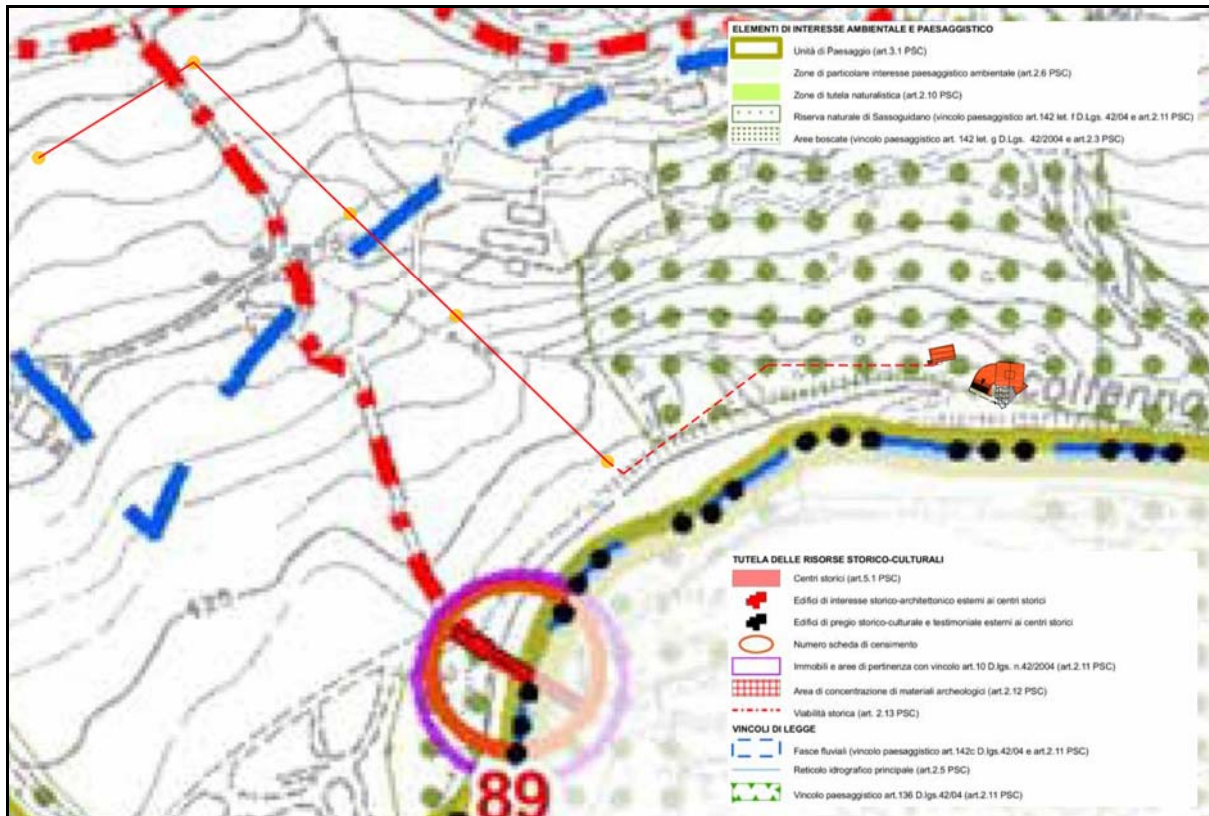 ELEMENTI DI INTERESSE AMBIENTALE E PAESAGGISTICO
Unità di Paesaggio (art.3.1 PSC)
Zone di particolare interesse paesaggistico ambientale (art.2.6 PSC)
Zone di tutela naturalistica (art.2.10 PSC)
Riserva naturale di Sassoguidano (vincolo paesaggistico art.142 let. f D.Lgs. 42/04 e art.2.11 PSC)
Aree boscate (vincolo paesaggistico art. 142 let. g D.Lgs. 42/2004 e art.2.3 PSC)
425
89
TUTELA DELLE RISORSE STORICO-CULTURALI
Centri storici (art.5.1 PSC)
Edifici di interesse storico-architettonico esterni ai centri storici
Edifici di pregio storico-culturale e testimoniale esterni ai centri storici
Numero scheda di censimento
Immobili e aree di pertinenza con vincolo art.10 D.lgs. n.42/2004 (art.2.11 PSC)
Area di concentrazione di materiali archeologici (art.2.12 PSC)
Viabilità storica (art. 2.13 PSC)
VINCOLI DI LEGGE
Fasce fluviali (vincolo paesaggistico art.142c D.lgs.42/04 e art.2.11 PSC)
Reticolo idrografico principale (art.2.5 PSC)
Vincolo paesaggistico art.136 D.lgs.42/04 (art.2.11 PSC)